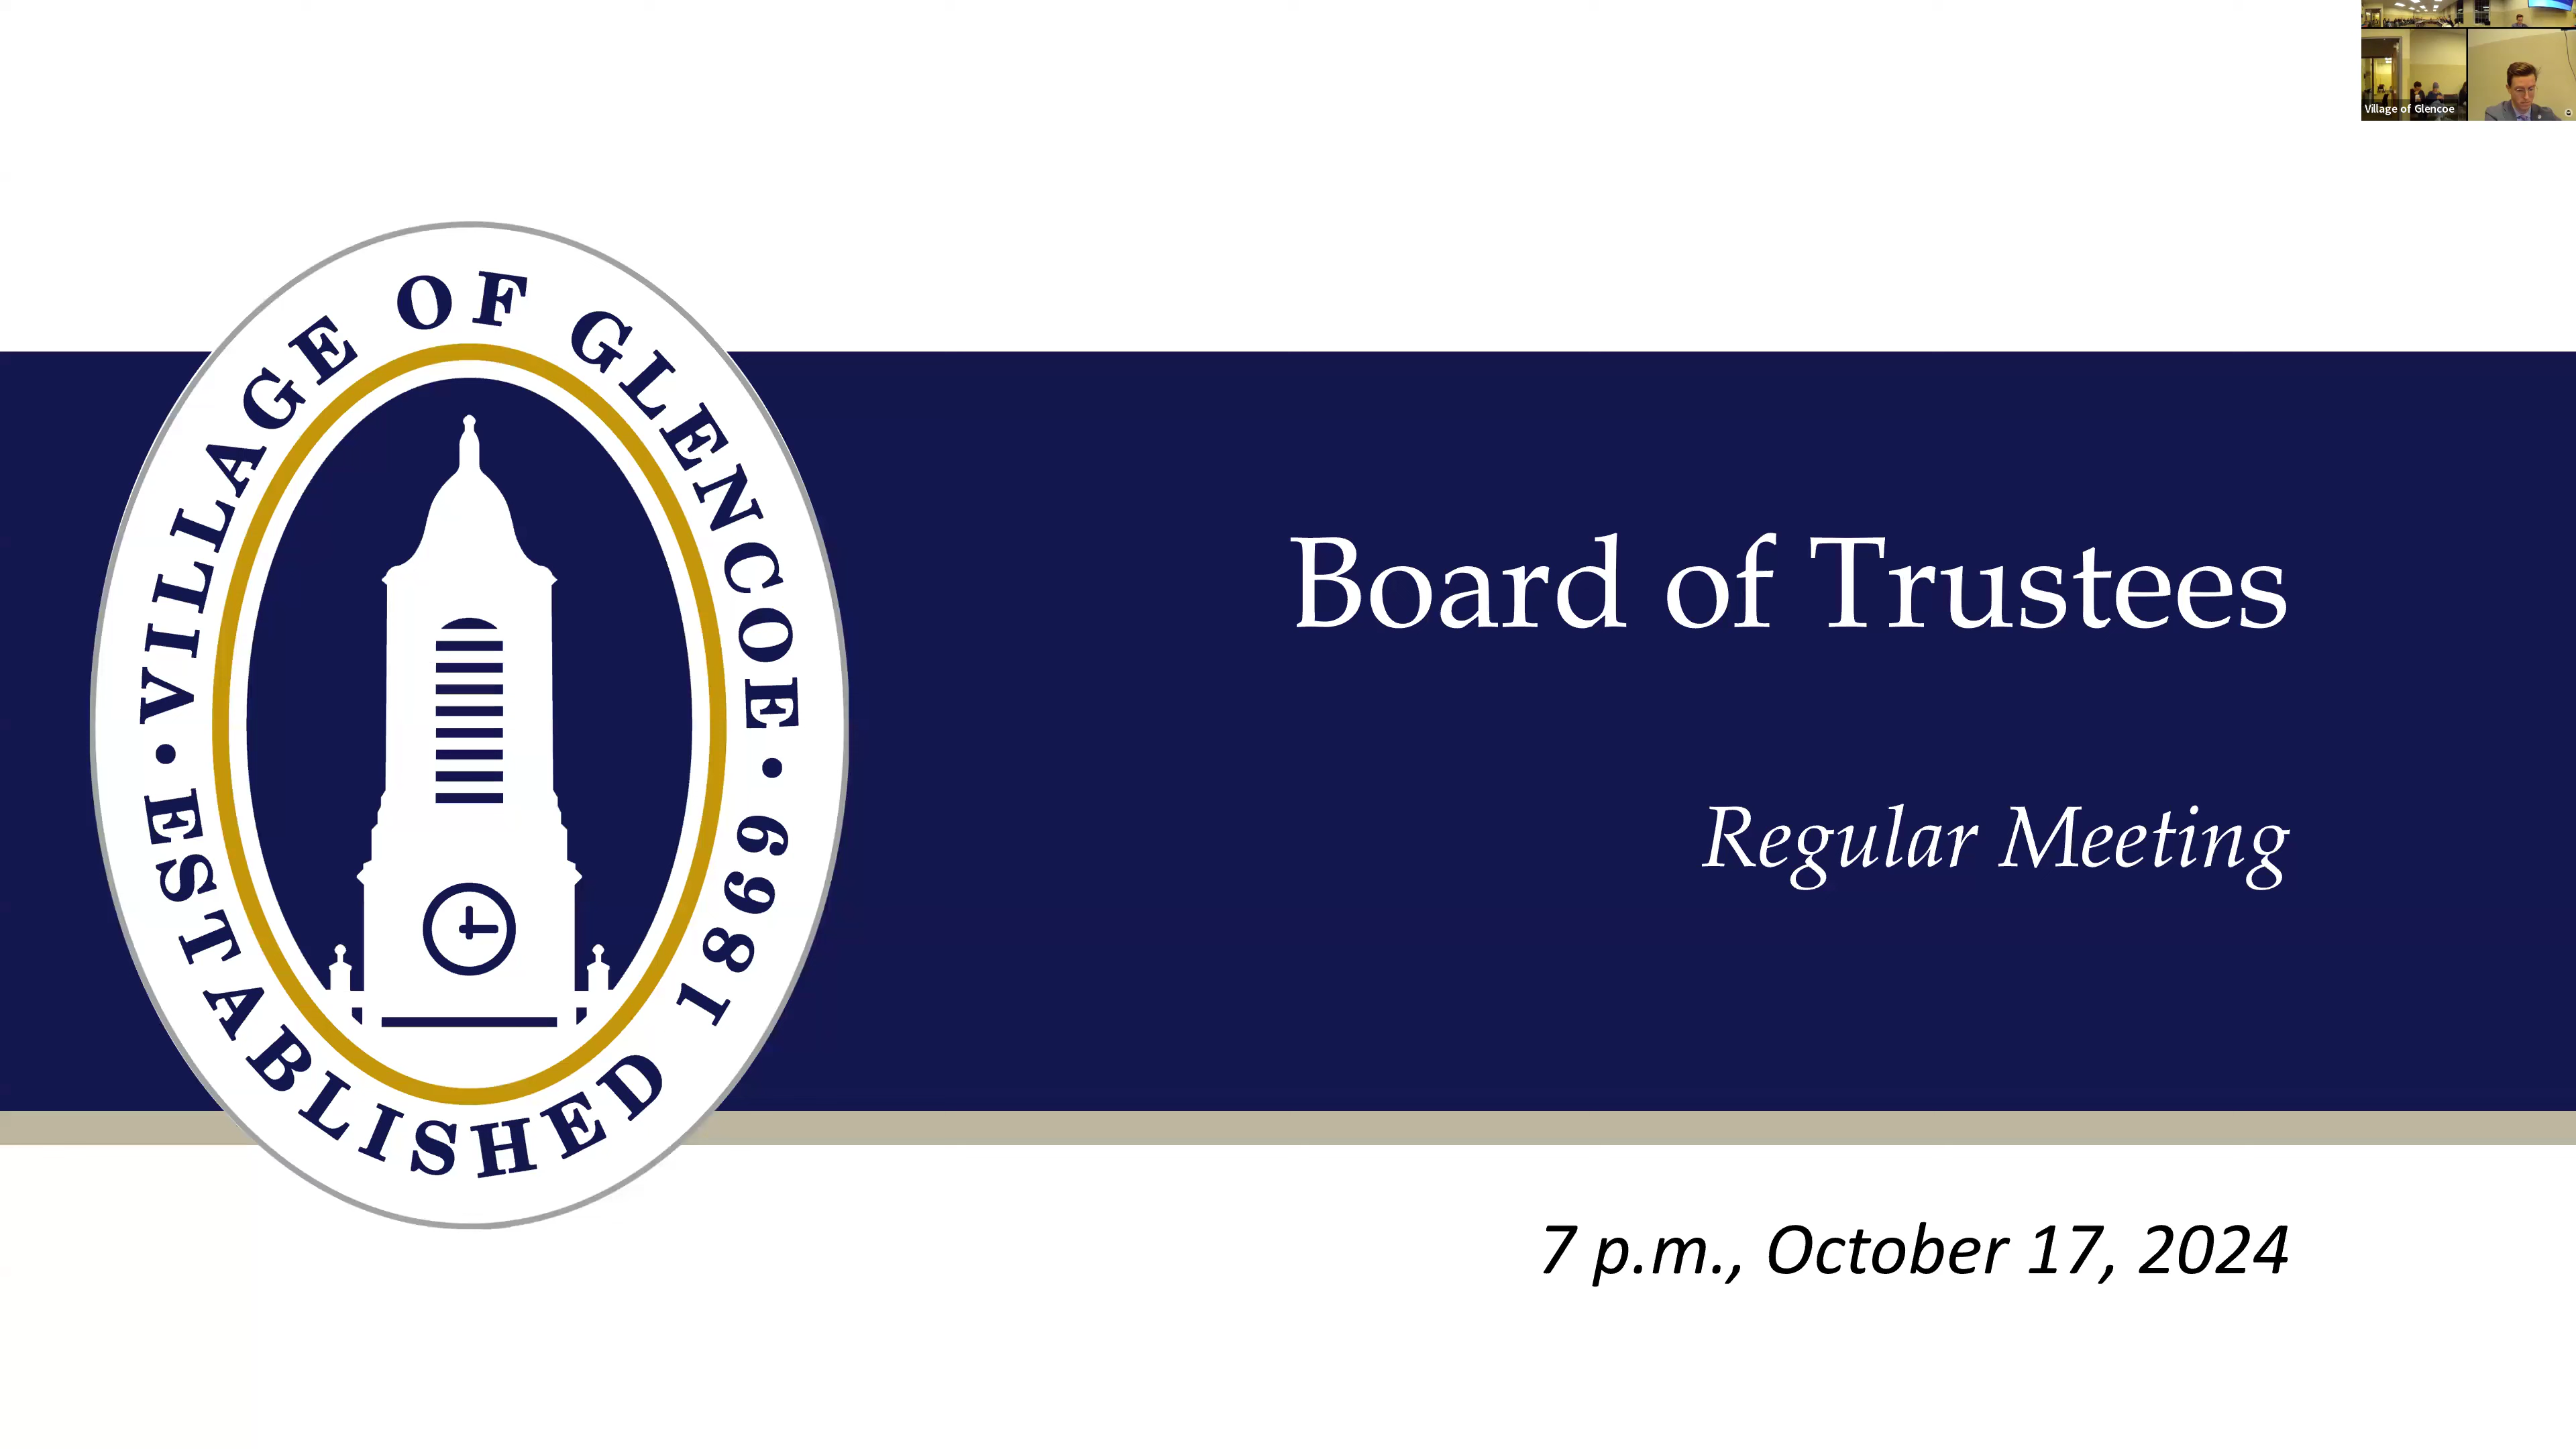 Village of Glencoe
VILLAGE OF GLENCOE
• ESTABLISHED 1869 •
Board of Trustees
Regular Meeting
7 p.m., October 17, 2024